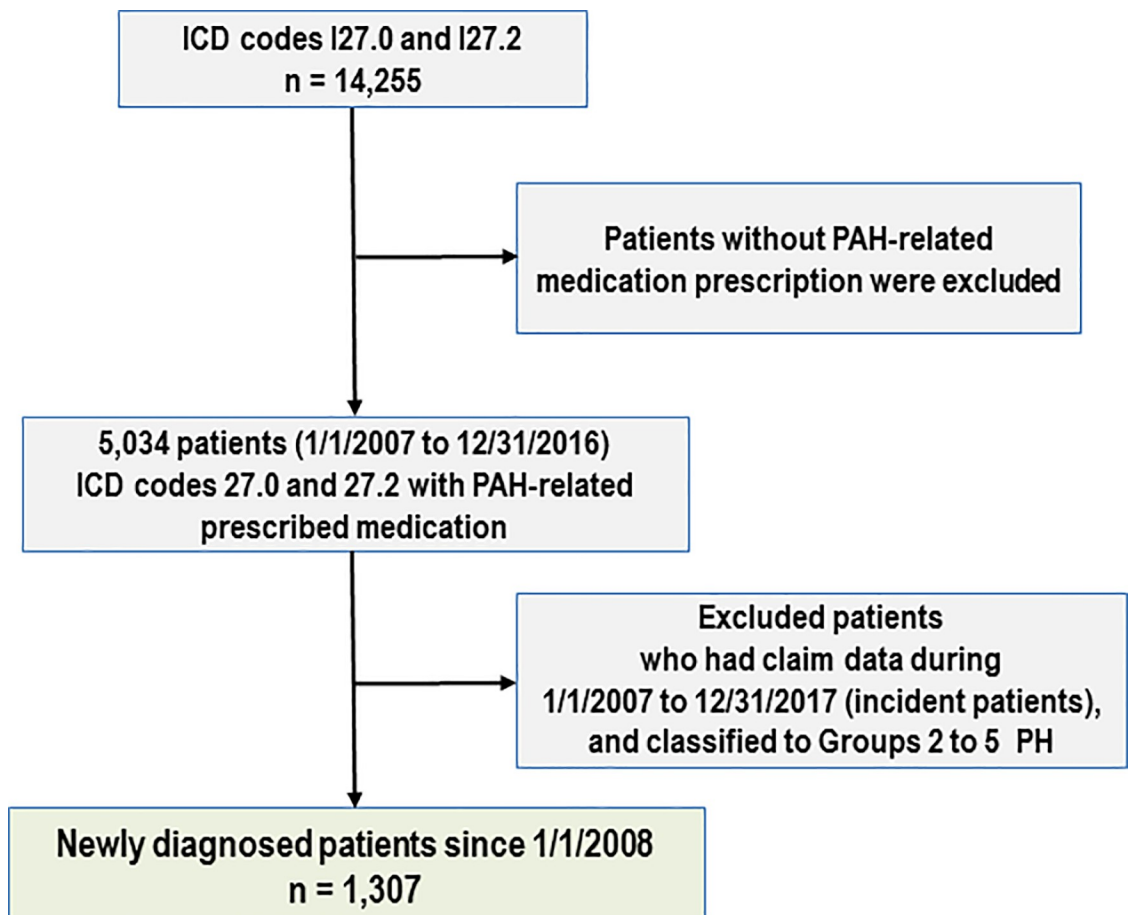 ICD codes I27.0 and I27.2
n = 14,255
Patients without PAH-related
medication prescription were excluded
5,034 patients (1/1/2007 to 12/31/2016)
ICD codes 27.0 and 27.2 with PAH-related
prescribed medication
Excluded patients
who had claim data during
1/1/2007 to 12/31/2017 (incident patients),
and classified to Groups 2 to 5 PH
Newly diagnosed patients since 1/1/2008
n = 1,307